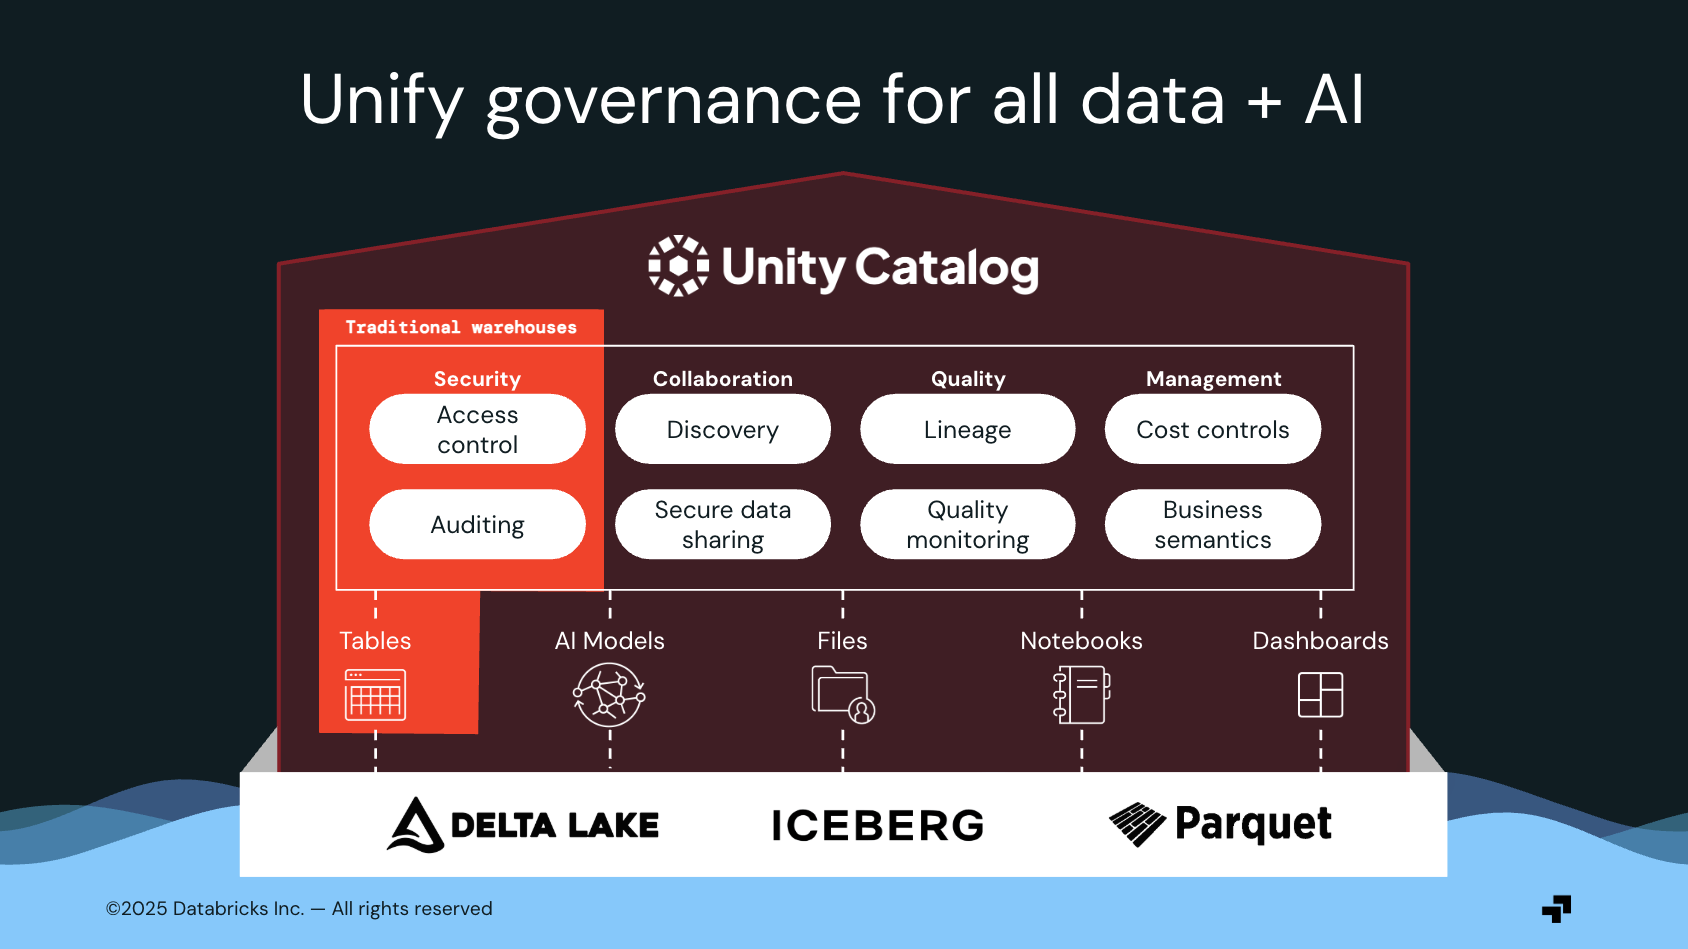 Unify governance for all data + AI
Unity Catalog
Traditional warehouses
Security
Collaboration
Quality
Management
Access
control
Discovery
Lineage
Cost controls
Auditing
Secure data
sharing
Quality
monitoring
Business
semantics
Tables
AI Models
Files
Notebooks
Dashboards
DELTA LAKE
ICEBERG
Parquet
©2025 Databricks Inc. — All rights reserved